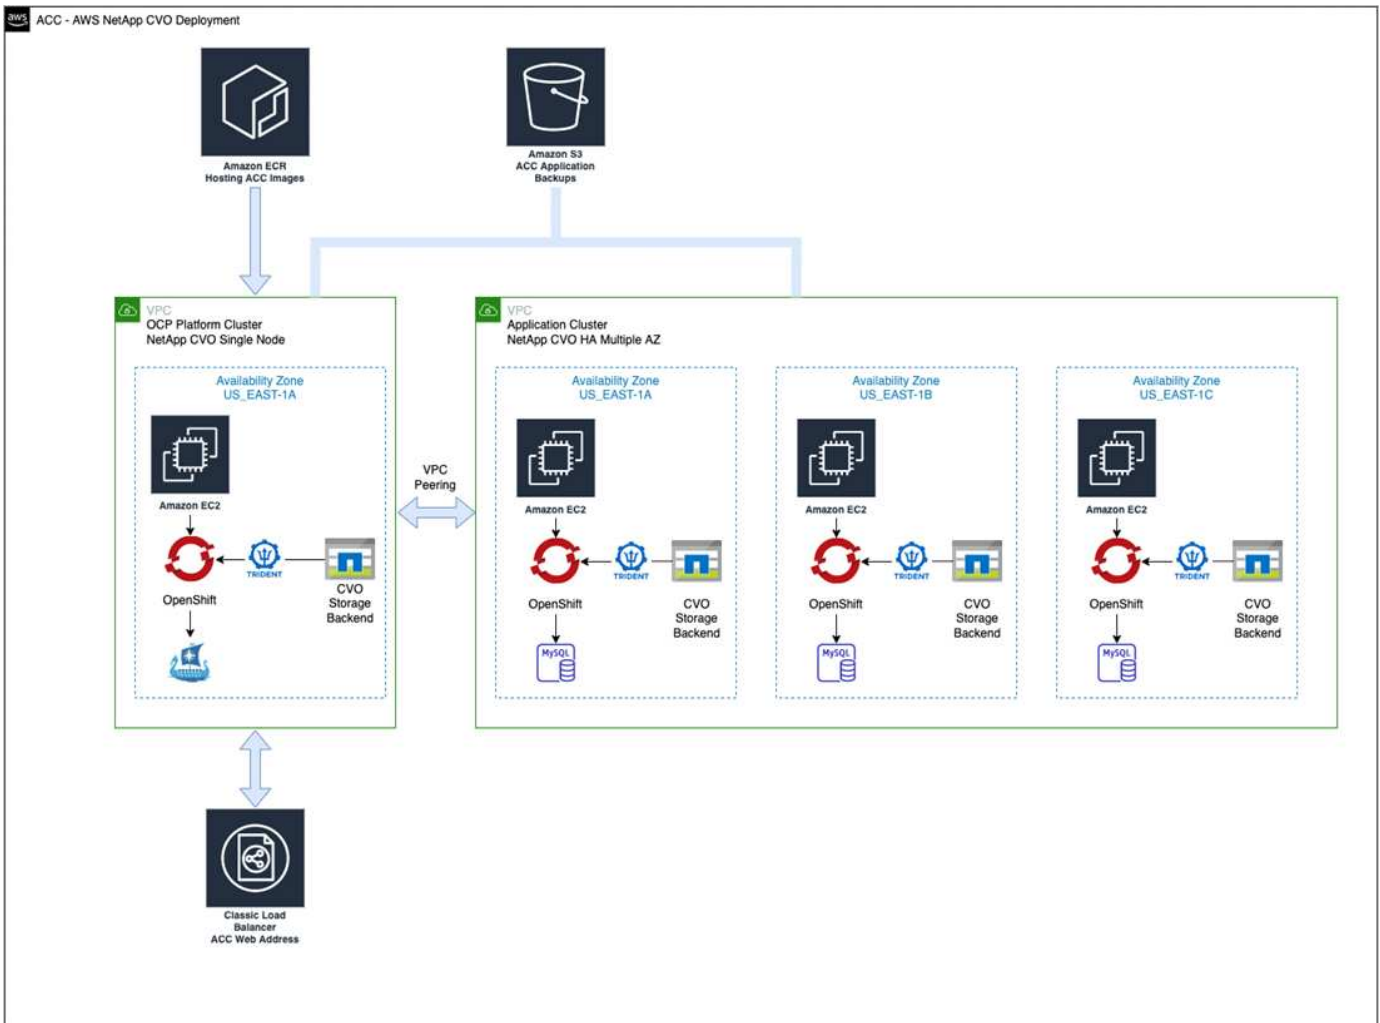 aws
ACC - AWS NetApp CVO Deployment
Amazon ECR
Hosting ACC Images
Amazon S3
ACC Application
Backups
VPC
OCP Platform Cluster
NetApp CVO Single Node
Availability Zone
US_EAST-1A
Amazon EC2
TRIDENT
OpenShift
CVO
Storage
Backend
VPC
Peering
VPC
Application Cluster
NetApp CVO HA Multiple AZ
Availability Zone
US_EAST-1A
Amazon EC2
TRIDENT
OpenShift
CVO
Storage
Backend
MySQL
Availability Zone
US_EAST-1B
Amazon EC2
TRIDENT
OpenShift
CVO
Storage
Backend
MySQL
Availability Zone
US_EAST-1C
Amazon EC2
TRIDENT
OpenShift
CVO
Storage
Backend
MySQL
Classic Load
Balancer
ACC Web Address